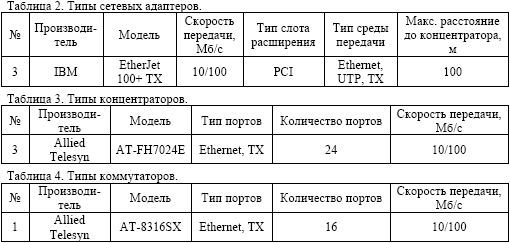 Таблица 2. Типы сетевых адаптеров.
№ Производи-тель Модель Скорость передачи, Мб/с Тип слота расширения Тип среды передачи Макс. расстояние до концентратора, м
3 IBM EtherJet 100+ TX 10/100 PCI Ethernet, UTP, TX 100
Таблица 3. Типы концентраторов.
№ Производи-тель Модель Тип портов Количество портов Скорость передачи, Мб/с
3 Allied Telesyn AT-FH7024E Ethernet, TX 24 10/100
Таблица 4. Типы коммутаторов.
№ Производи-тель Модель Тип портов Количество портов Скорость передачи, Мб/с
1 Allied Telesyn AT-8316SX Ethernet, TX 16 10/100